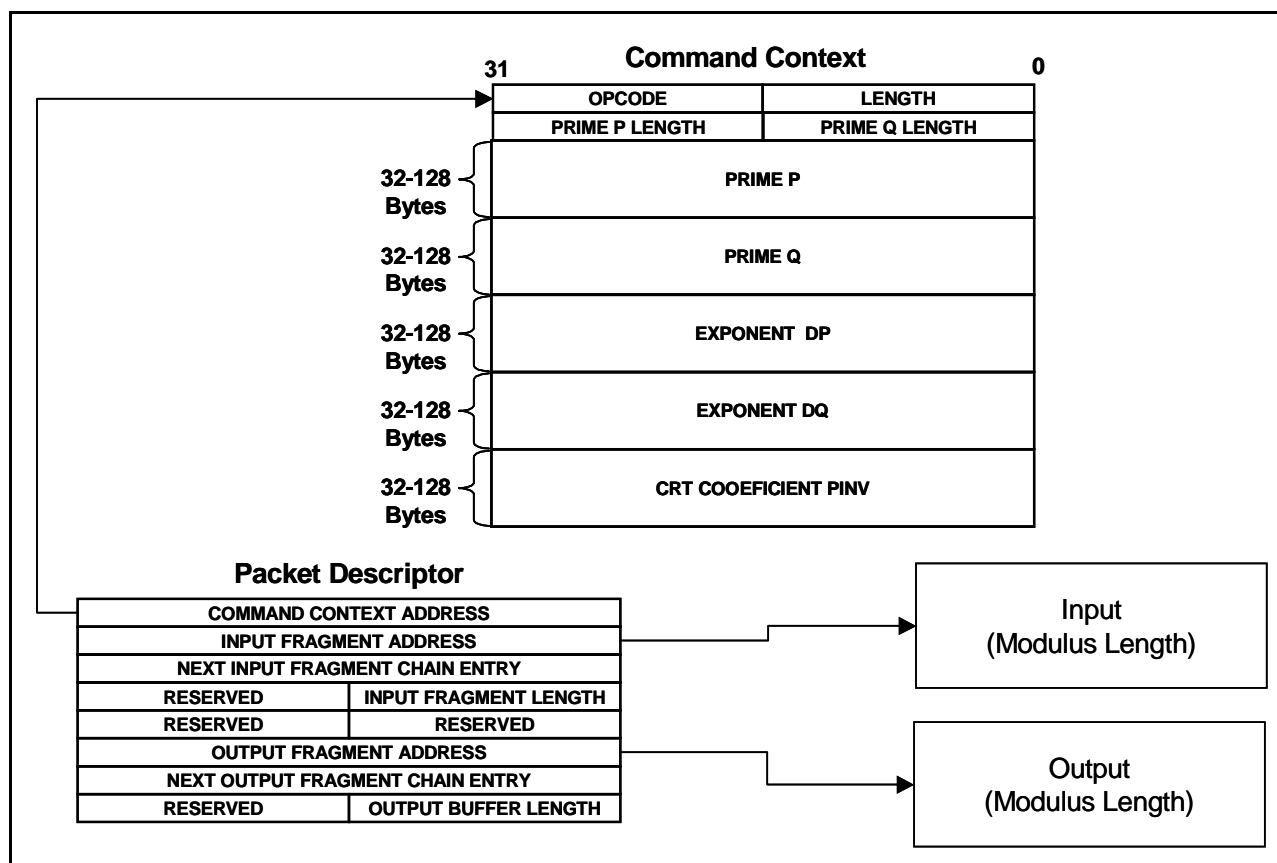 Command Context
31 0
OPCODE LENGTH
PRIME P LENGTH PRIME Q LENGTH
32-128
Bytes
PRIME P
32-128
Bytes
PRIME Q
32-128
Bytes
EXPONENT DP
32-128
Bytes
EXPONENT DQ
32-128
Bytes
CRT COOEFICIENT PINV
Packet Descriptor
COMMAND CONTEXT ADDRESS
INPUT FRAGMENT ADDRESS
NEXT INPUT FRAGMENT CHAIN ENTRY
RESERVED INPUT FRAGMENT LENGTH
RESERVED RESERVED
OUTPUT FRAGMENT ADDRESS
NEXT OUTPUT FRAGMENT CHAIN ENTRY
RESERVED OUTPUT BUFFER LENGTH
Input
(Modulus Length)
Output
(Modulus Length)